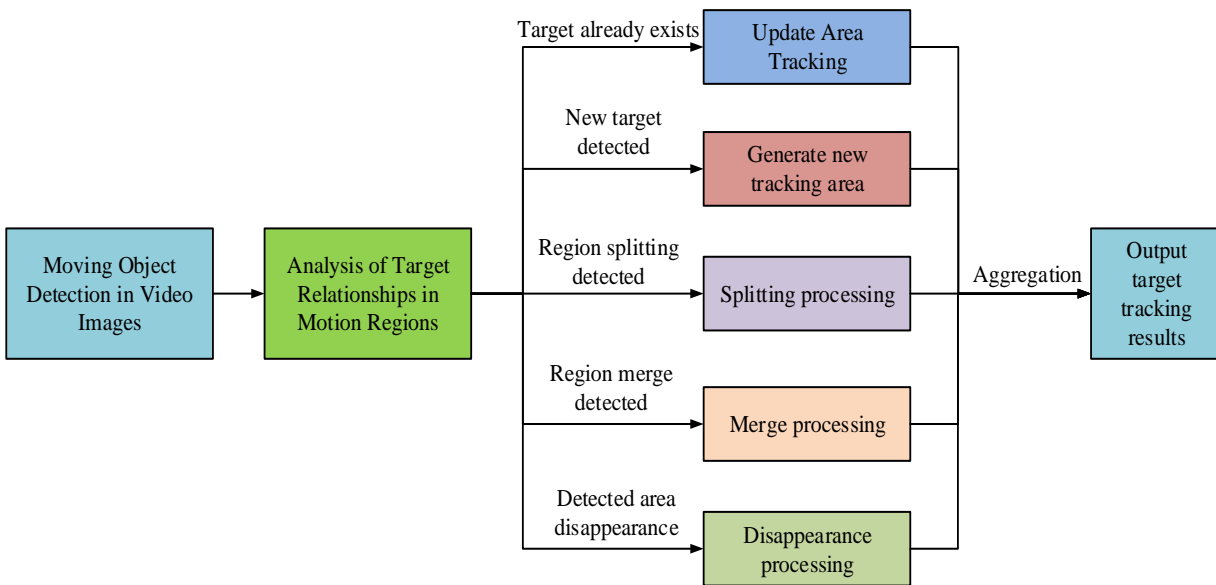 Moving Object
Detection in Video
Images
Analysis of Target
Relationships in
Motion Regions
Target already exists
Update Area
Tracking
New target
detected
Generate new
tracking area
Region splitting
detected
Splitting processing
Region merge
detected
Merge processing
Detected area
disappearance
Disappearance
processing
Aggregation
Output
target
tracking
results